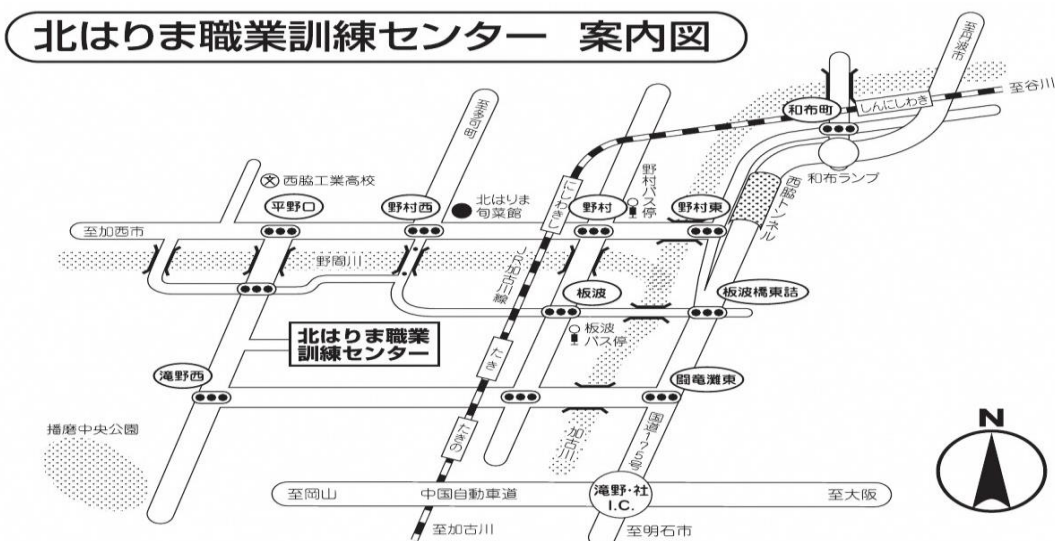 北はりま職業訓練センター 案内図
至丹波市
至谷川
しんにしわき
和布町
至多可町
和布ランプ
西脇工業高校
北はりま
旬菜館
にしわきし
野村バス停
西脇トンネル
平野口
野村西
野村
野村東
至加西市
野間川
JR加古川線
板波
板波橋東詰
板波
バス停
北はりま職業
訓練センター
たき
滝野西
闘竜灘東
播磨中央公園
たきの
加古川
国道175号
N
至岡山
中国自動車道
滝野・社
I.C.
至大阪
至加古川
至明石市